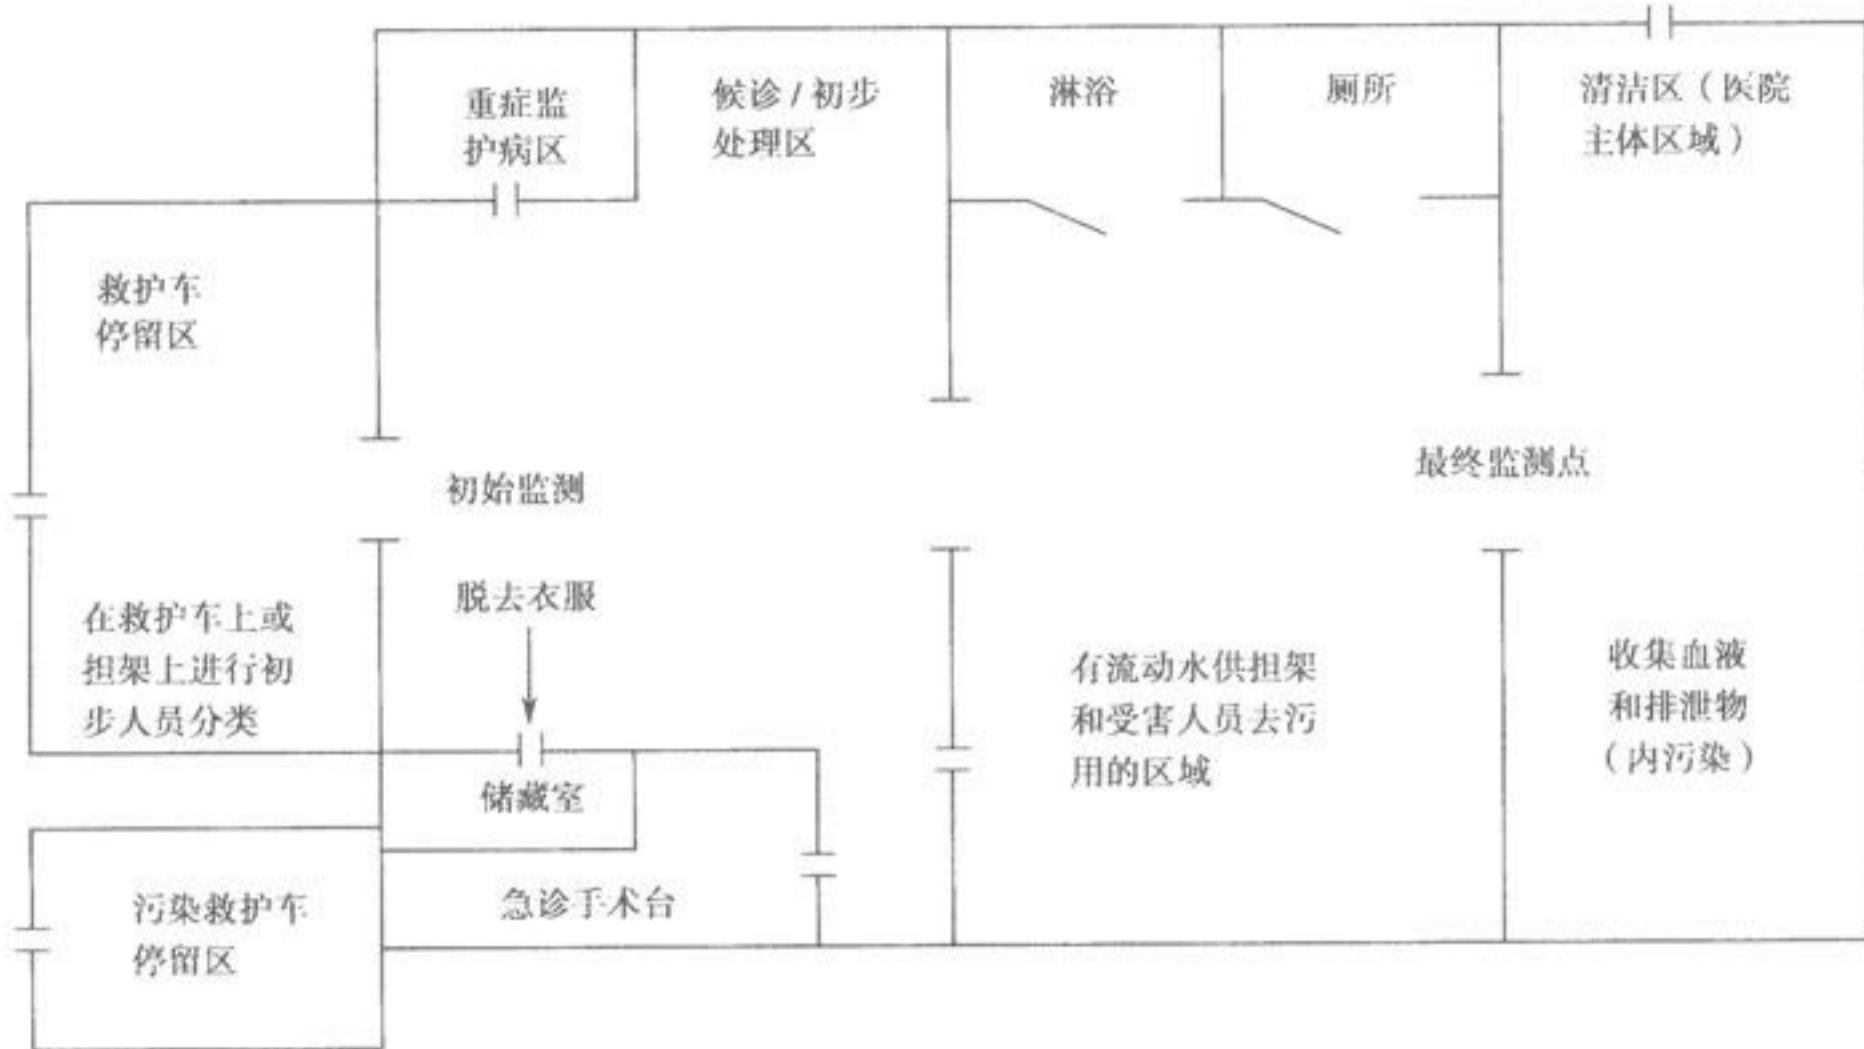 重症监
护病区
候诊/初步
处理区
淋浴
厕所
清洁区(医院
主体区域)
救护车
停留区
初始监测
最终监测点
脱去衣服
在救护车上或
担架上进行初
步人员分类
有流动水供担架
和受害人员去污
用的区域
收集血液
和排泄物
(内污染)
储藏室
急诊手术台
污染救护车
停留区